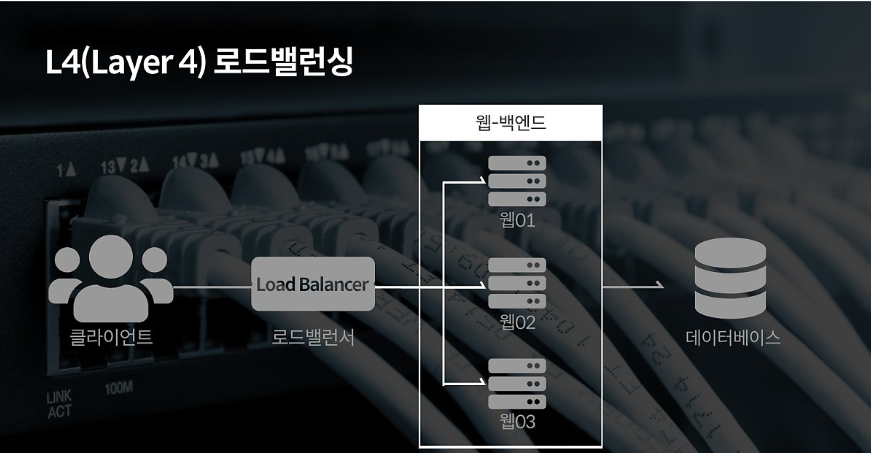 L4(Layer 4) 로드밸런싱
웹-백엔드
1▲ 13▼2▲ 14▼3▲
웹01
Load Balancer
클라이언트
로드밸런서
웹02
데이터베이스
LINK
ACT
100M
웹03